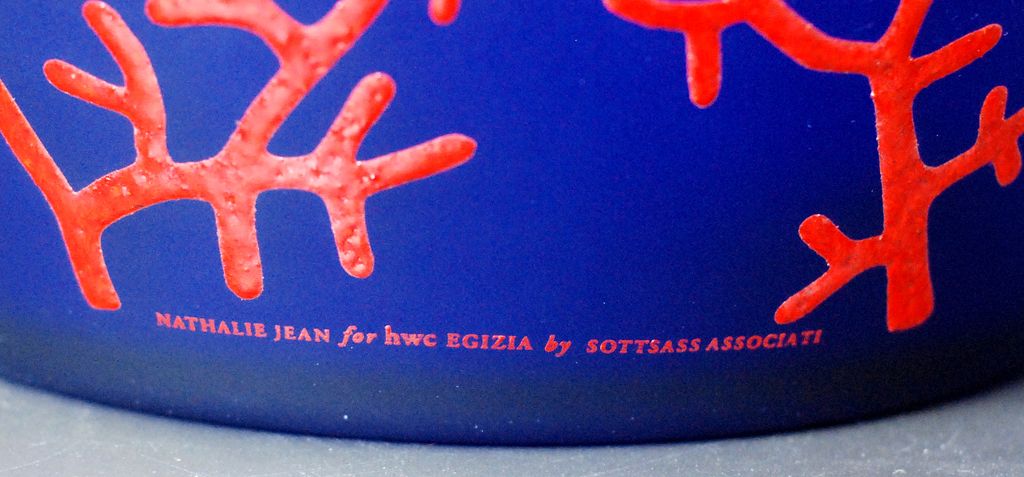 NATHALIE JEAN for hwc EGIZIA by SOTTSASS ASSOCIATI